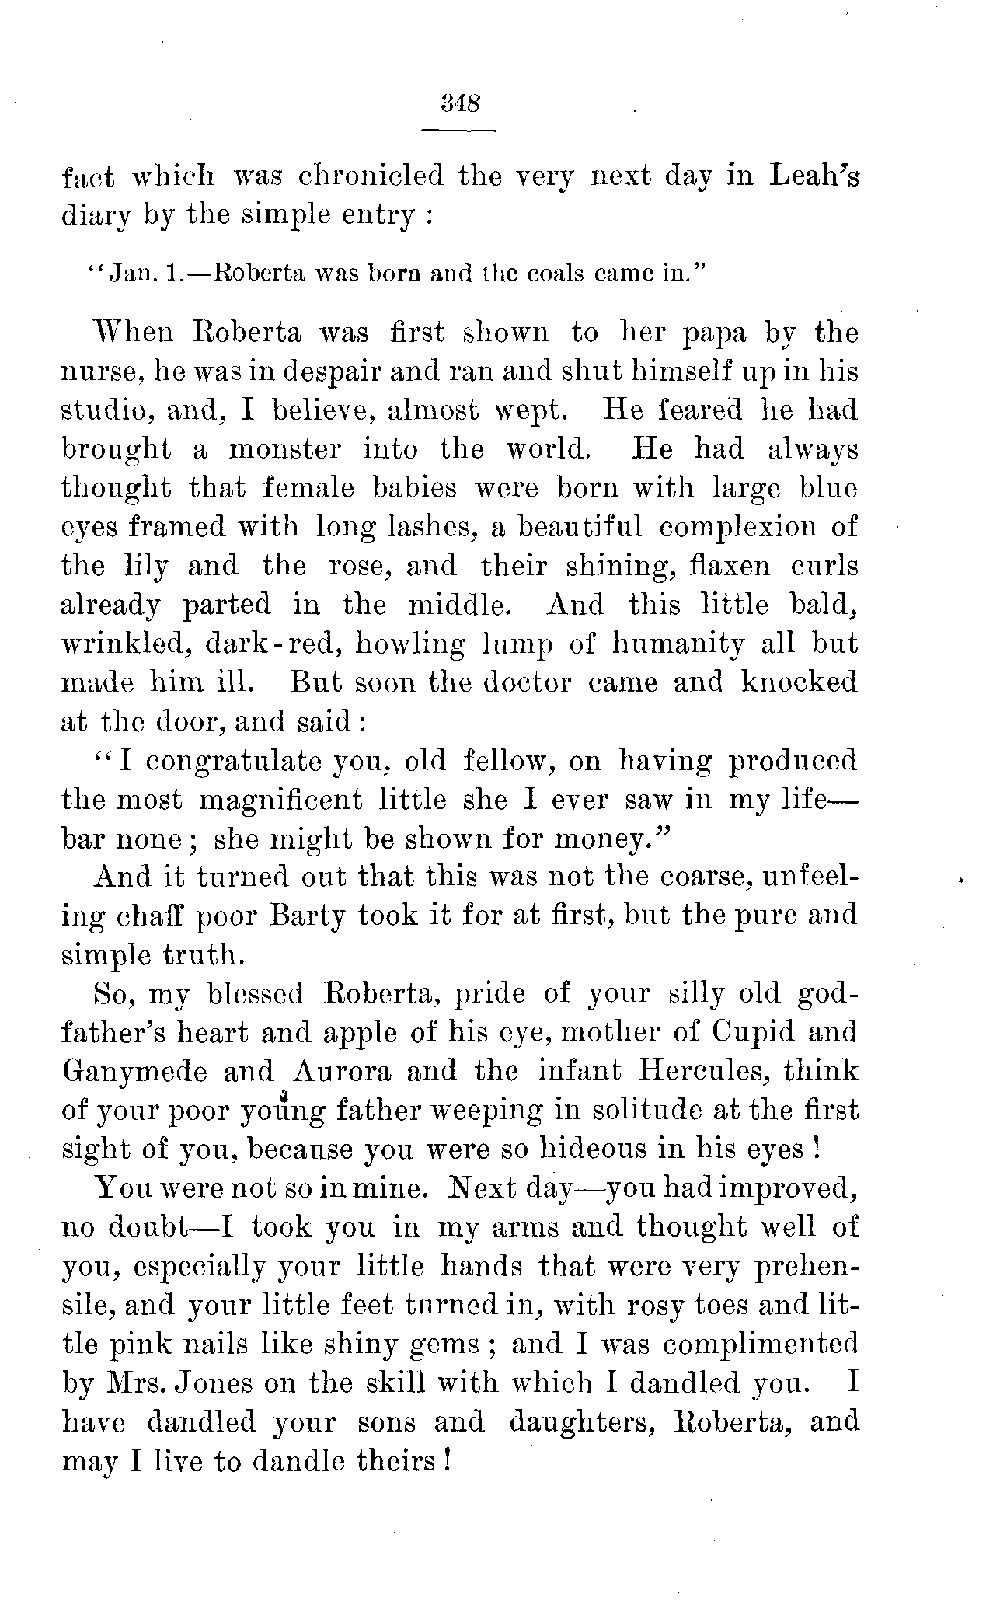 348
fact which was chronicled the very next day in Leah's
diary by the simple entry :
"Jan. 1.—Roberta was born and the coals came in."
When Roberta was first shown to her papa by the
nurse, he was in despair and ran and shut himself up in his
studio, and, I believe, almost wept. He feared he had
brought a monster into the world. He had always
thought that female babies were born with large blue
eyes framed with long lashes, a beautiful complexion of
the lily and the rose, and their shining, flaxen curls
already parted in the middle. And this little bald,
wrinkled, dark-red, howling lump of humanity all but
made him ill. But soon the doctor came and knocked
at the door, and said :
"I congratulate you, old fellow, on having produced
the most magnificent little she I ever saw in my life—
bar none ; she might be shown for money."
And it turned out that this was not the coarse, unfeel-
ing chaff poor Barty took it for at first, but the pure and
simple truth.
So, my blessed Roberta, pride of your silly old god-
father's heart and apple of his eye, mother of Cupid and
Ganymede and Aurora and the infant Hercules, think
of your poor young father weeping in solitude at the first
sight of you, because you were so hideous in his eyes !
You were not so in mine. Next day—you had improved,
no doubt—I took you in my arms and thought well of
you, especially your little hands that were very prehen-
sile, and your little feet turned in, with rosy toes and lit-
tle pink nails like shiny gems ; and I was complimented
by Mrs. Jones on the skill with which I dandled you. I
have dandled your sons and daughters, Roberta, and
may I live to dandle theirs !